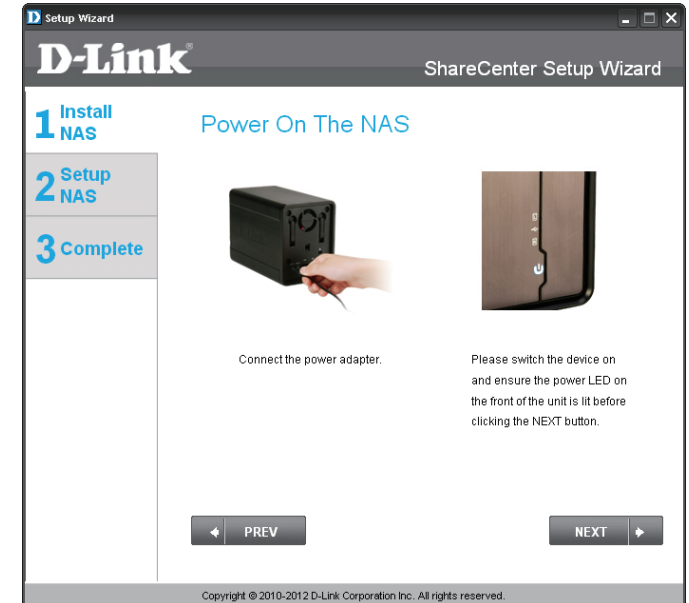 Setup Wizard
D-Link®
ShareCenter Setup Wizard
1 Install NAS
2 Setup NAS
3 Complete
Power On The NAS
Connect the power adapter.
Please switch the device on
and ensure the power LED on
the front of the unit is lit before
clicking the NEXT button.
PREV
NEXT
Copyright © 2010-2012 D-Link Corporation Inc. All rights reserved.